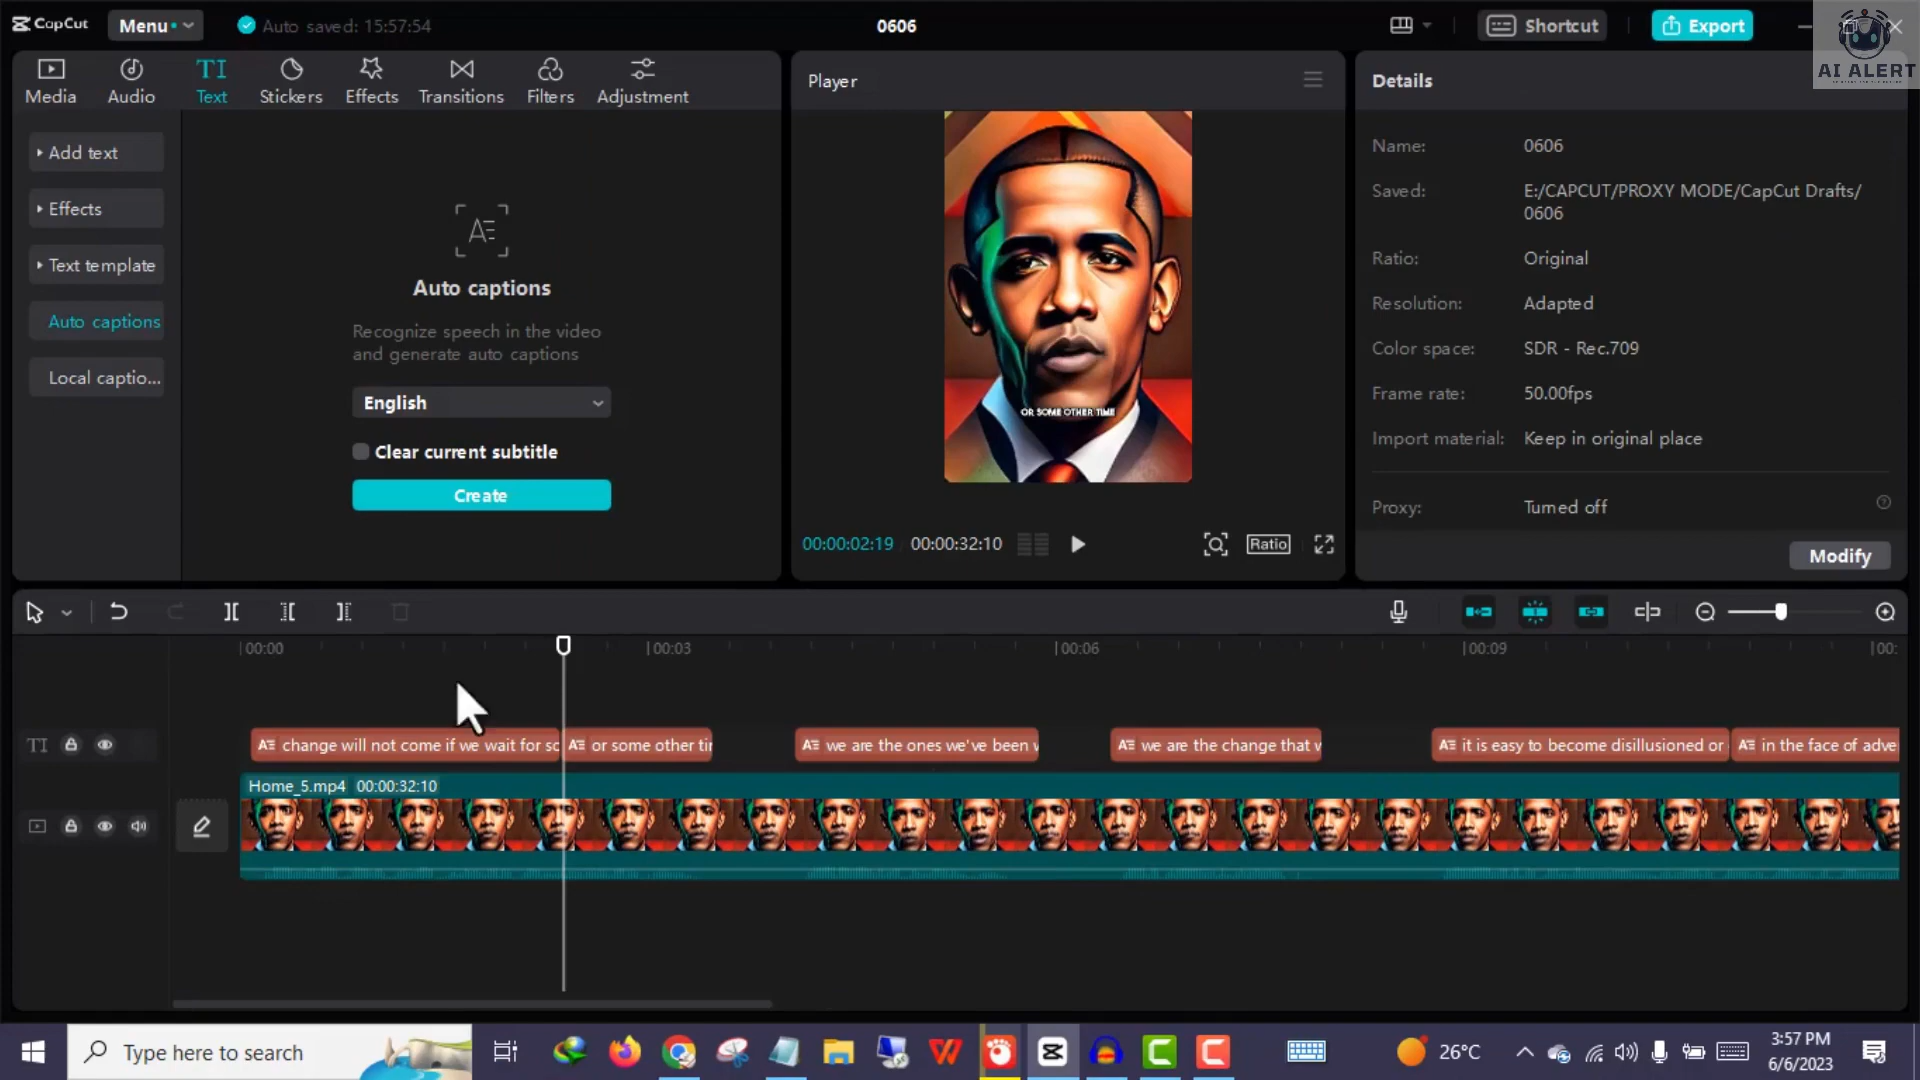 CapCut
Menu
Auto saved: 15:57:54
0606
Shortcut
Export
AI ALERT
Media
Audio
TI
Text
Stickers
Effects
Transitions
Filters
Adjustment
Add text
Effects
Text template
Auto captions
Local captio...
Auto captions
Recognize speech in the video
and generate auto captions
English
Clear current subtitle
Create
Player
OR SOME OTHER TIME
00:00:02:19
00:00:32:10
Ratio
Details
Name:
0606
Saved:
E:/CAPCUT/PROXY MODE/CapCut Drafts/
0606
Ratio:
Original
Resolution:
Adapted
Color space:
SDR - Rec.709
Frame rate:
50.00fps
Import material:
Keep in original place
Proxy:
Turned off
Modify
00:00
00:03
00:06
00:09
00:
TI
change will not come if we wait for so
or some other tir
we are the ones we've been w
we are the change that w
it is easy to become disillusioned or
in the face of adve
Home_5.mp4 00:00:32:10
Type here to search
26°C
3:57 PM
6/6/2023